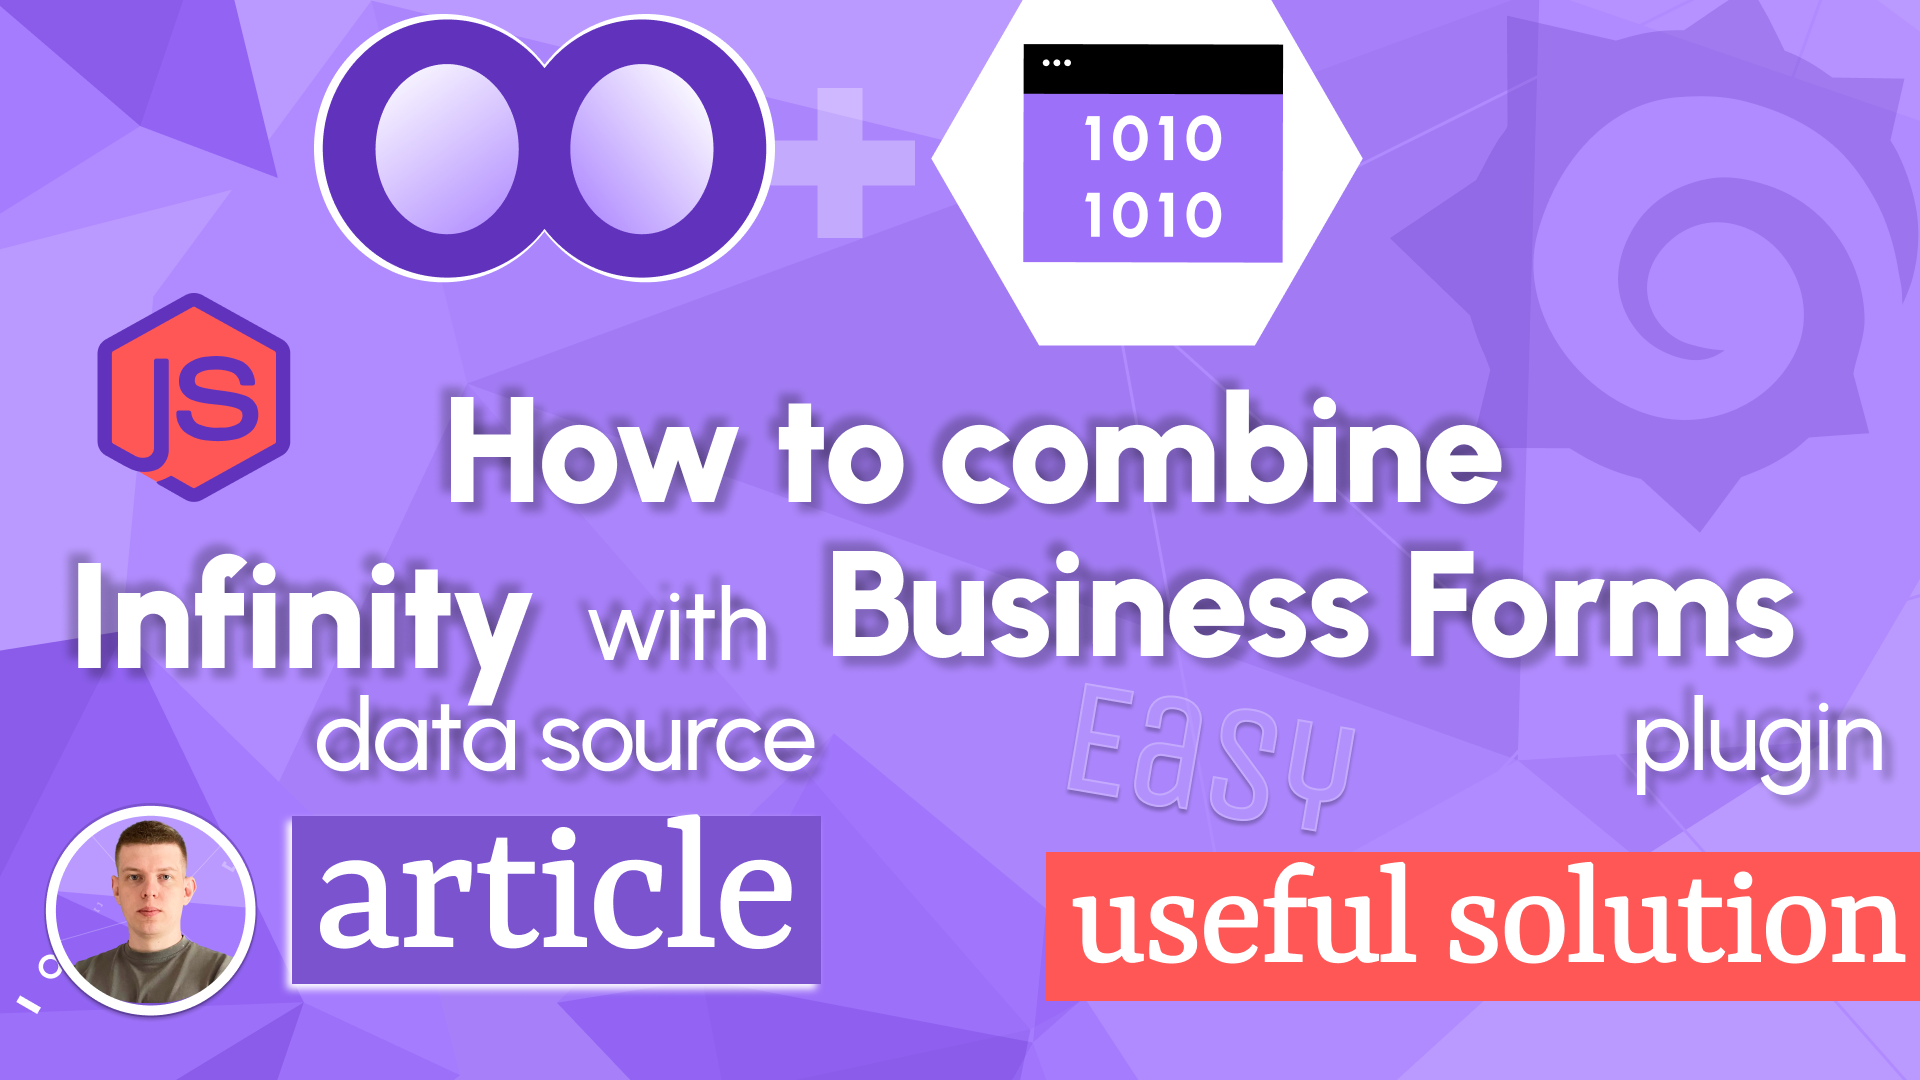 1010
1010
JS
How to combine
Infinity with Business Forms
data source
plugin
EASY
article
useful solution